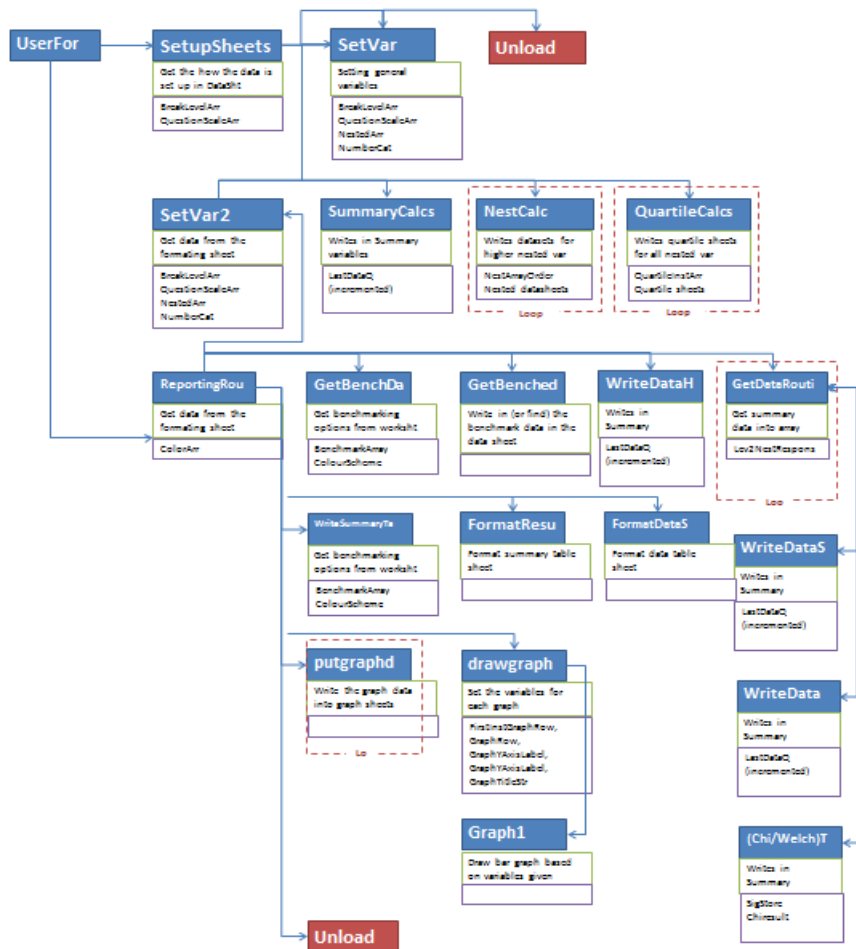 UserFor
SetupSheets
SetVar
Unload
Get the how the data is
set up in DataSht
BreakLevelArr
QuestionScaleArr
Setting general
variables
BreakLevelArr
QuestionScaleArr
NestedArr
NumberCat
SetVar2
Get data from the
formating sheet
BreakLevelArr
QuestionScaleArr
NestedArr
NumberCat
SummaryCalcs
Writes in Summary
variables
LastDataQ
(incremented)
NestCalc
Writes datasets for
higher nested var
NestArrayOrder
Nested datasheets
Loop
QuartileCalcs
Writes quartile sheets
for all nested var
QuartileInstArr
Quartile sheets
Loop
ReportingRou
Get data from the
formating sheet
ColorArr
GetBenchDa
Get benchmarking
options from worksht
BenchmarkArray
ColourScheme
GetBenched
Write in (or find) the
benchmark data in the
data sheet
WriteDataH
Writes in
Summary
LastDataQ
(incremented)
GetDataRouti
Get summary
data into array
Lev2NestRespons
Loo
WriteSummaryTa
Get benchmarking
options from worksht
BenchmarkArray
ColourScheme
FormatResu
Format summary table
sheet
FormatDataS
Format data table
sheet
WriteDataS
Writes in
Summary
LastDataQ
(incremented)
putgraphd
Write the graph data
into graph sheets
Lo
drawgraph
Set the variables for
each graph
FirstInstXGraphRow,
GraphRow,
GraphYAxisLabel,
GraphYAxisLabel,
GraphTitleStr
WriteData
Writes in
Summary
LastDataQ
(incremented)
Graph1
Draw bar graph based
on variables given
(Chi/Welch)T
Writes in
Summary
SigStore
Chiresult
Unload